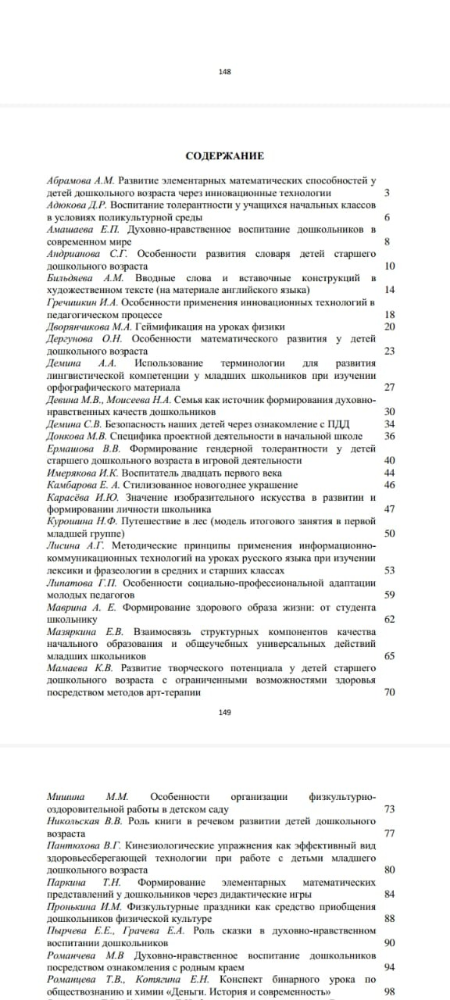 148
СОДЕРЖАНИЕ
Абрамова А.М. Развитие элементарных математических способностей у
детей дошкольного возраста через инновационные технологии 3
Адюкова Д.Р. Воспитание толерантности у учащихся начальных классов
в условиях поликультурной среды 6
Амашаева Е.П. Духовно-нравственное воспитание дошкольников в
современном мире 8
Андрианова С.Г. Особенности развития словаря детей старшего
дошкольного возраста 10
Бильдяева А.М. Вводные слова и вставочные конструкций в
художественном тексте (на материале английского языка) 14
Гречишкин И.А. Особенности применения инновационных технологий в
педагогическом процессе 18
Дворянчикова М.А. Геймификация на уроках физики 20
Дергунова О.Н. Особенности математического развития у детей
дошкольного возраста 23
Демина А.А. Использование терминологии для развития
лингвистической компетенции у младших школьников при изучении
орфографического материала 27
Девина М.В., Моисеева Н.А. Семья как источник формирования духовно-
нравственных качеств дошкольников 30
Демина С.В. Безопасность наших детей через ознакомление с ПДД 34
Донкова М.В. Специфика проектной деятельности в начальной школе 36
Ермашова В.В. Формирование гендерной толерантности у детей
старшего дошкольного возраста в игровой деятельности 40
Имерякова И.К. Воспитатель двадцать первого века 44
Камбарова Е. А. Стилизованное новогоднее украшение 46
Карасёва И.Ю. Значение изобразительного искусства в развитии и
формировании личности школьника 47
Курошина Н.Ф. Путешествие в лес (модель итогового занятия в первой
младшей группе) 50
Лисина А.Г. Методические принципы применения информационно-
коммуникационных технологий на уроках русского языка при изучении
лексики и фразеологии в средних и старших классах 53
Липатова Г.П. Особенности социально-профессиональной адаптации
молодых педагогов 59
Маврина А. Е. Формирование здорового образа жизни: от студента
школьнику 62
Мазяркина Е.В. Взаимосвязь структурных компонентов качества
начального образования и общеучебных универсальных действий
младших школьников 65
Мамаева К.В. Развитие творческого потенциала у детей старшего
дошкольного возраста с ограниченными возможностями здоровья
посредством методов арт-терапии 70
149
Мишина М.М. Особенности организации физкультурно-
оздоровительной работы в детском саду 73
Никольская В.В. Роль книги в речевом развитии детей дошкольного
возраста 77
Пантюхова В.Г. Кинезиологические упражнения как эффективный вид
здоровьесберегающей технологии при работе с детьми младшего
дошкольного возраста 80
Паркина Т.Н. Формирование элементарных математических
представлений у дошкольников через дидактические игры 84
Пронькина И.М. Физкультурные праздники как средство приобщения
дошкольников физической культуре 88
Пырчева Е.Е., Грачева Е.А. Роль сказки в духовно-нравственном
воспитании дошкольников 90
Романчева М.В Духовно-нравственное воспитание дошкольников
посредством ознакомления с родным краем 94
Романцева Т.В., Котягина Е.Н. Конспект бинарного урока по
обществознанию и химии «Деньги. История и современность» 98